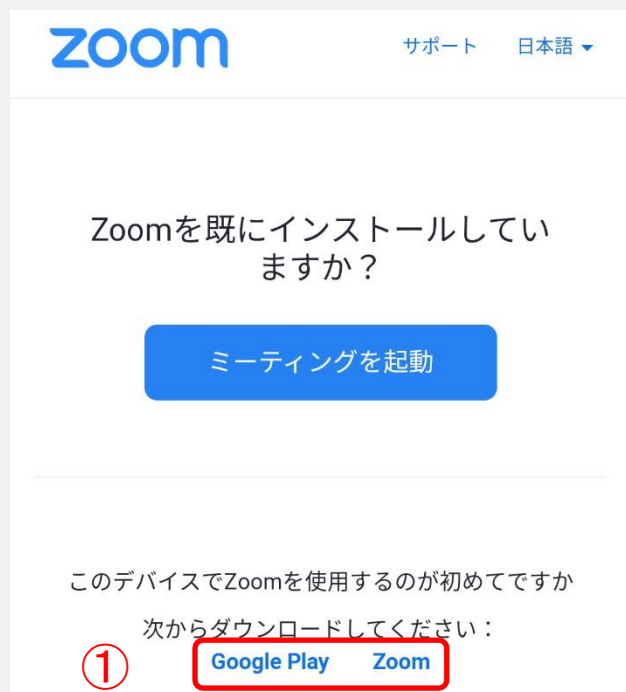 zoom サポート 日本語
Zoomを既にインストールしてい
ますか？
ミーティングを起動
このデバイスでZoomを使用するのが初めてですか
次からダウンロードしてください：
① Google Play Zoom